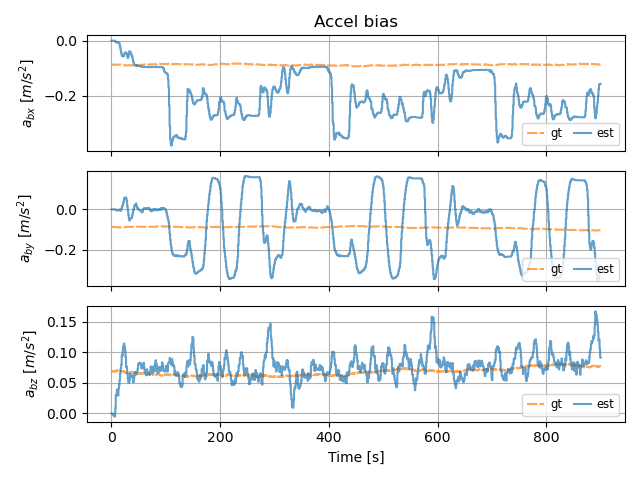 Accel bias
0.0
−0.2
a_bx [m/s²]
gt est
0.0
−0.2
a_by [m/s²]
gt est
0.15
0.10
0.05
0.00
a_bz [m/s²]
gt est
0 200 400 600 800
Time [s]